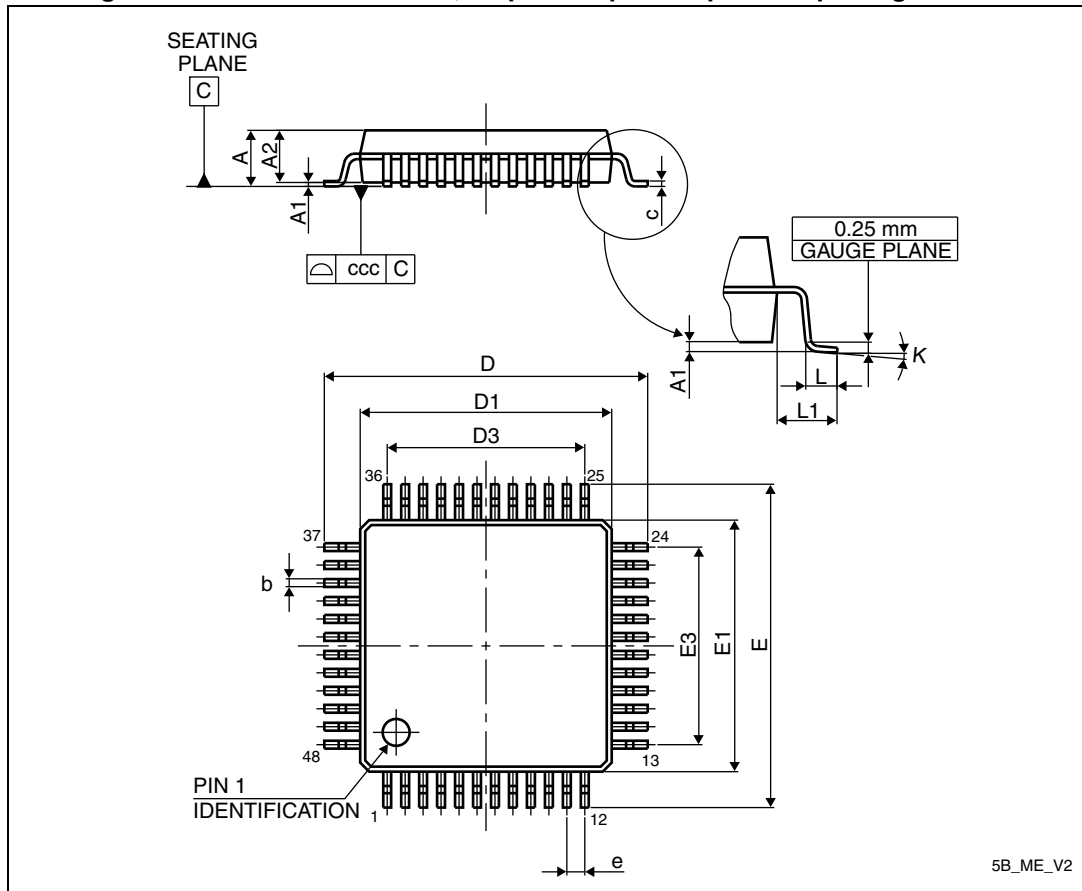 SEATING
PLANE
C
A
A2
A1
c
ccc C
0.25 mm
GAUGE PLANE
A1
K
L
L1
D
D1
D3
36
25
37
24
b
E3
E1
E
48
13
PIN 1
IDENTIFICATION
1
12
e
5B_ME_V2